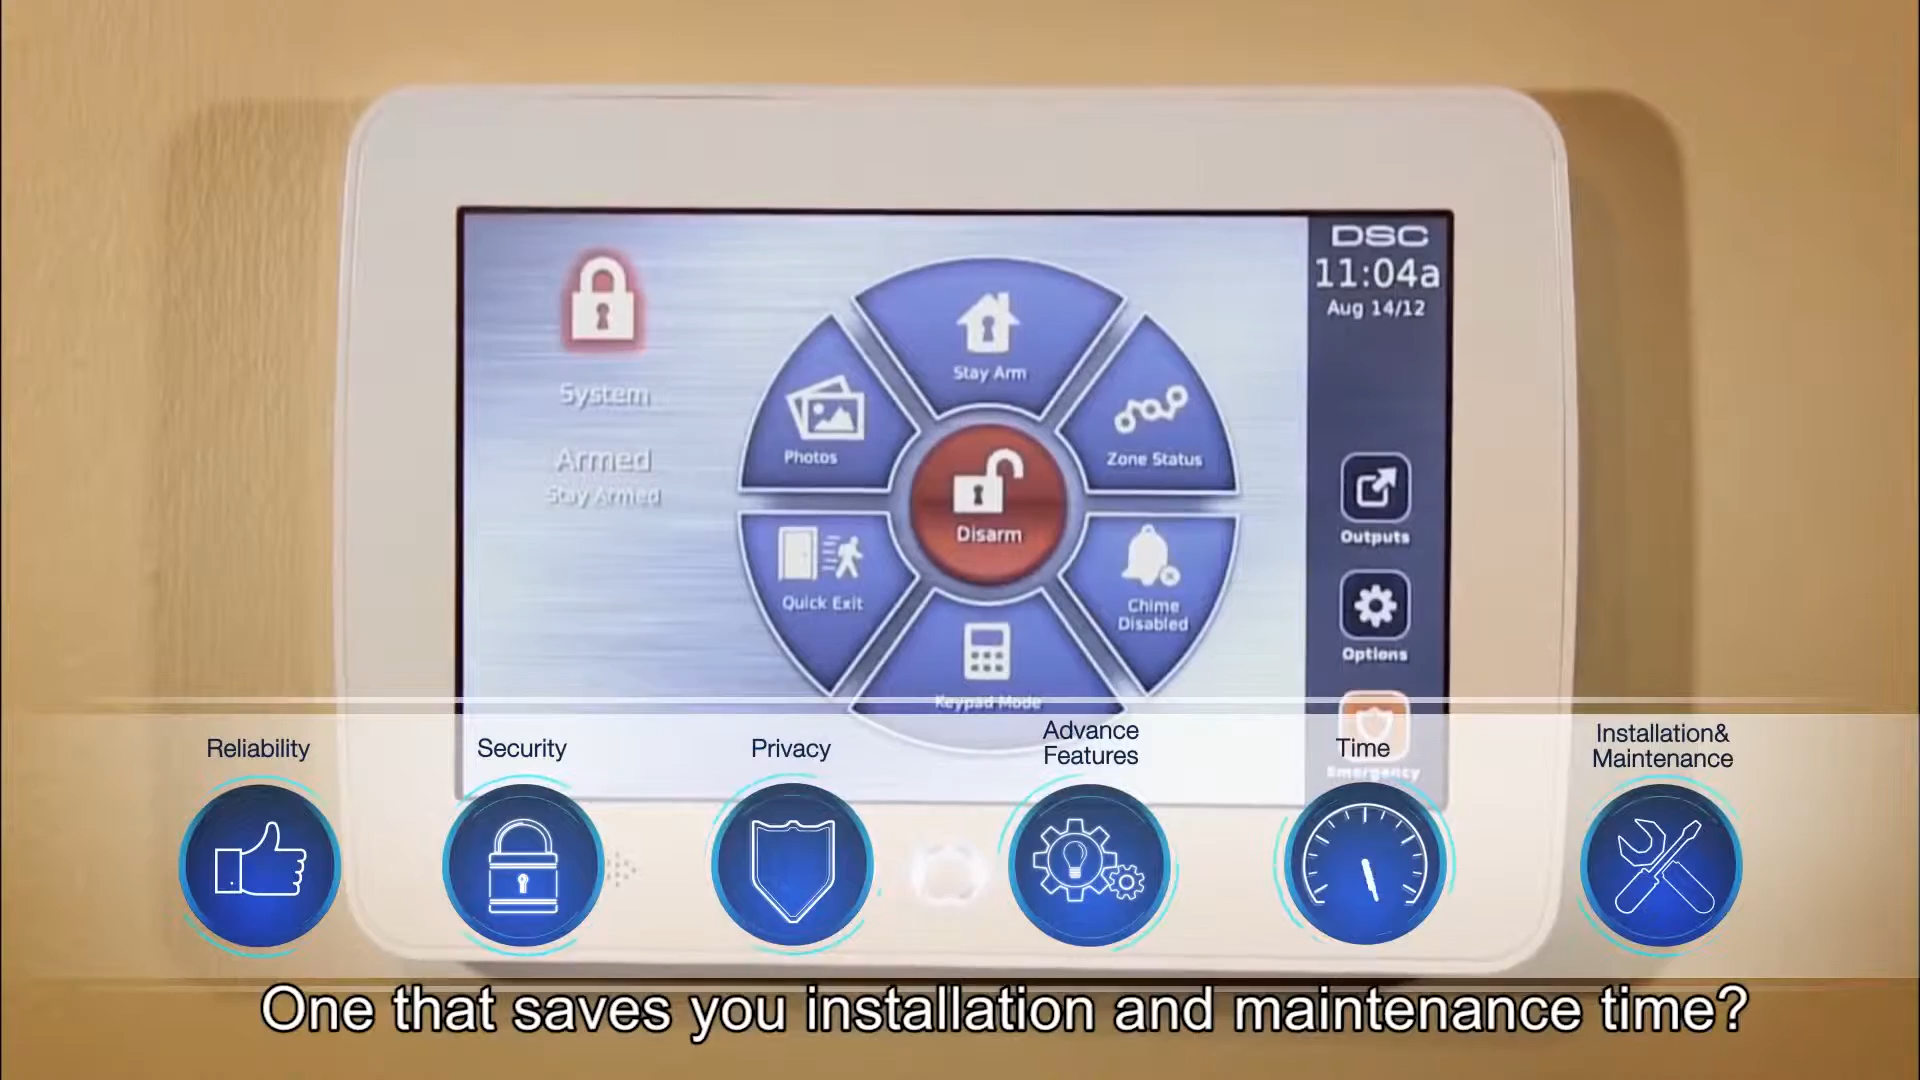 DSC
11:04a
Aug 14/12
System
Armed
Stay Armed
Stay Arm
Photos
Zone Status
Disarm
Quick Exit
Chime
Disabled
Keypad Mode
Outputs
Options
Emergency
Reliability
Security
Privacy
Advance
Features
Time
Installation&
Maintenance
One that saves you installation and maintenance time?